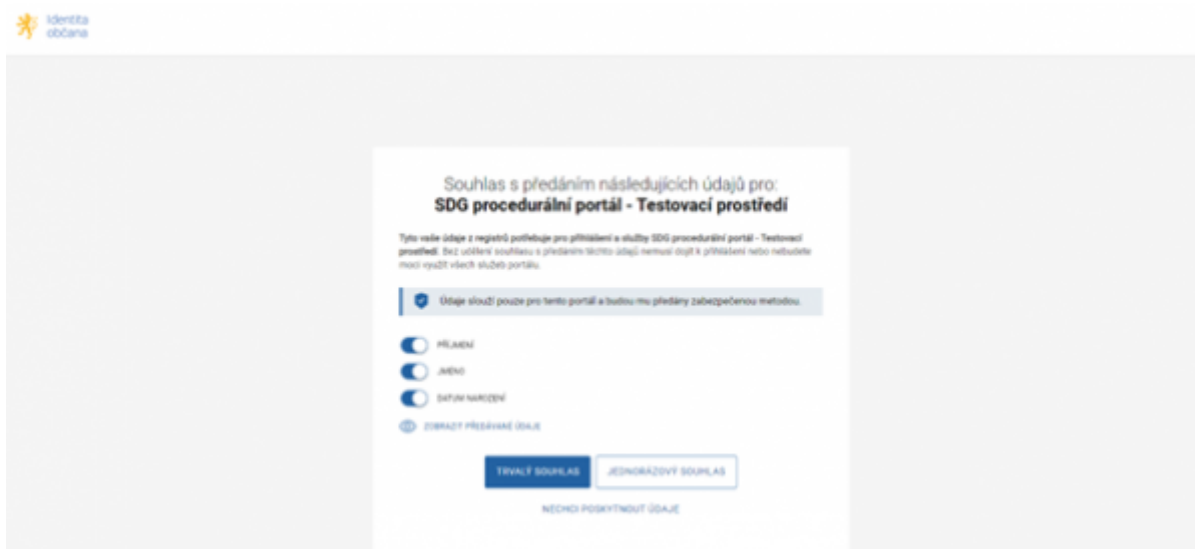 Identita
občana
Souhlas s předáním následujících údajů pro:
SDG procedurální portál - Testovací prostředí
Tyto vaše údaje z registrů potřebuje pro přihlášení a služby SDG procedurální portál - Testovací
prostředí. Bez udělení souhlasu s předáním těchto údajů nemusí dojít k přihlášení nebo nebudete
moci využít všech služeb portálu.
Údaje slouží pouze pro tento portál a budou mu předány zabezpečenou metodou.
PŘÍJMENÍ
JMÉNO
DATUM NAROZENÍ
ZOBRAZIT PŘEDÁVANÉ ÚDAJE
TRVALÝ SOUHLAS
JEDNORÁZOVÝ SOUHLAS
NECHCI POSKYTNOUT ÚDAJE